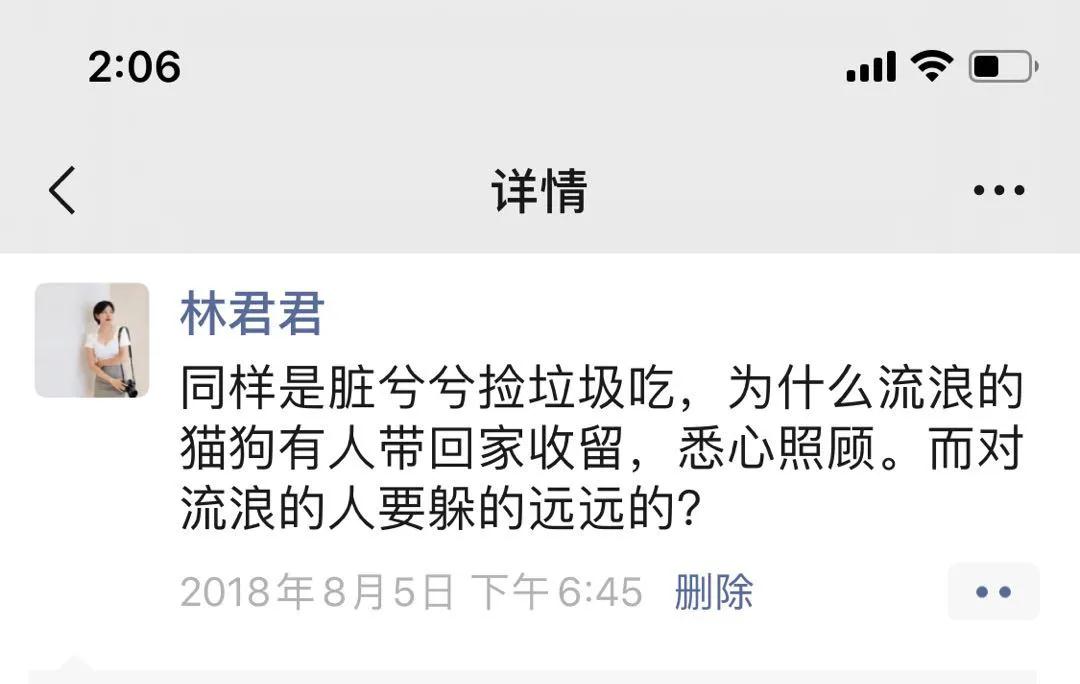 2:06
详情
林君君
同样是脏兮兮捡垃圾吃，为什么流浪的
猫狗有人带回家收留，悉心照顾。而对
流浪的人要躲的远远的？
2018年8月5日 下午6:45 删除